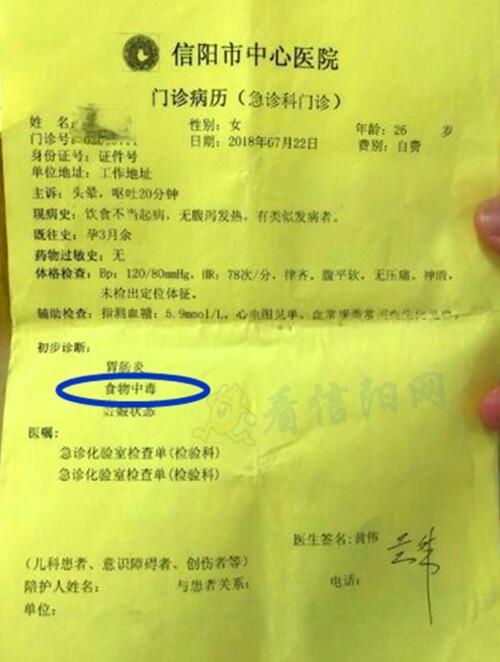 信阳市中心医院
门诊病历（急诊科门诊）
姓名: 性别: 女 年龄: 26 岁
门诊号: 日期: 2018年67月22日 费别: 自费
身份证号: 证件号
单位地址: 工作地址
主诉: 头晕，呕吐20分钟
现病史: 饮食不当起病，无腹泻发热，有类似发病者。
既往史: 孕3月余
药物过敏史: 无
体格检查: Bp: 120/80mmHg，HR: 78次/分，律齐，腹平软，无压痛，神清，
未检出定位体征。
辅助检查: 指测血糖: 5.9mmol/L，心电图见单，血常规
初步诊断:
胃肠炎
食物中毒
妊娠状态
医嘱:
急诊化验室检查单(检验科)
急诊化验室检查单(检验科)
医生签名: 黄伟
(儿科患者、意识障碍者、创伤者等)
陪护人姓名: 与患者关系: 电话:
单位:
看信阳网